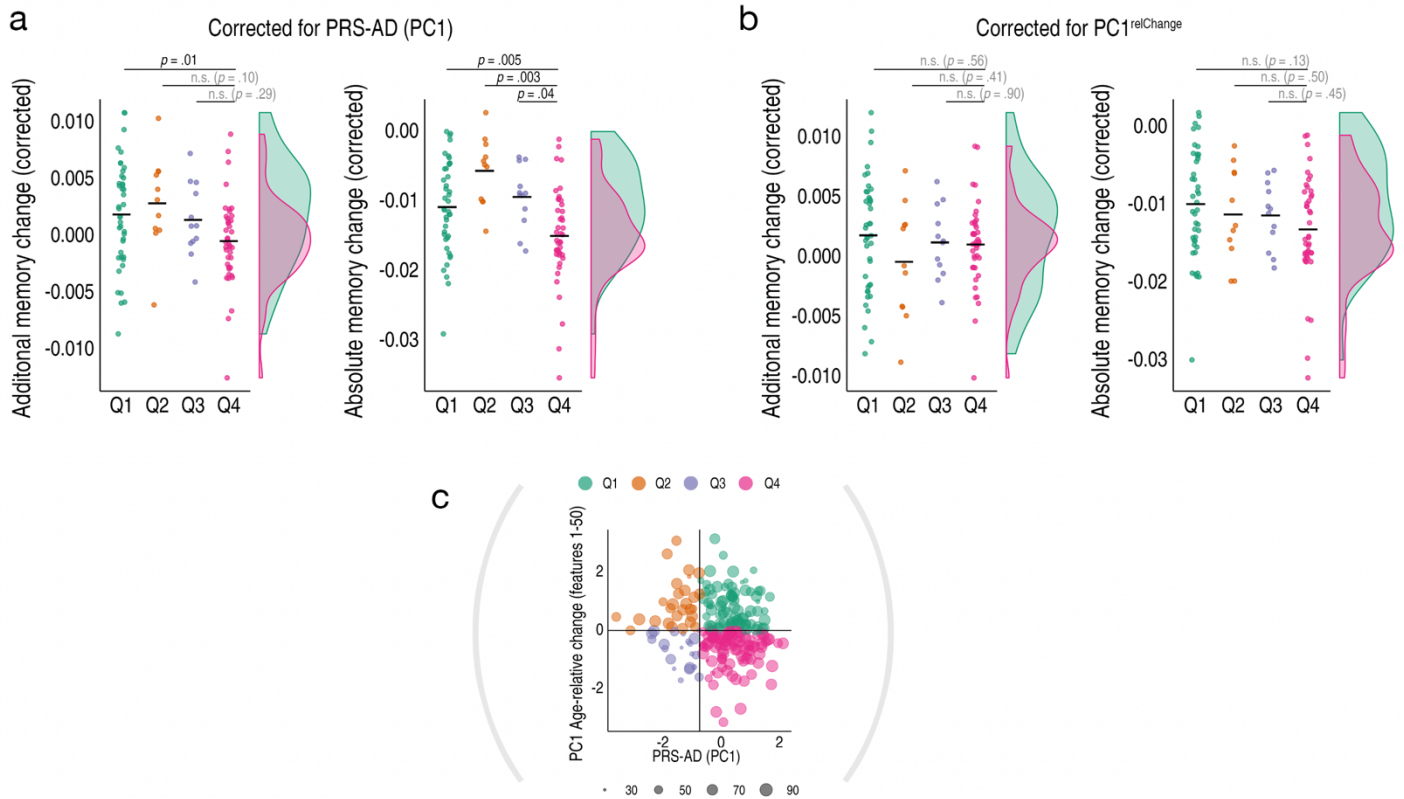 a
Corrected for PRS-AD (PC1)
p = .01
n.s. (p = .10)
n.s. (p = .29)
Additonal memory change (corrected)
0.010
0.005
0.000
-0.005
-0.010
Q1 Q2 Q3 Q4
p = .005
p = .003
p = .04
Absolute memory change (corrected)
0.00
-0.01
-0.02
-0.03
Q1 Q2 Q3 Q4
b
Corrected for PC1relChange
n.s. (p = .56)
n.s. (p = .41)
n.s. (p = .90)
Additonal memory change (corrected)
0.010
0.005
0.000
-0.005
-0.010
Q1 Q2 Q3 Q4
n.s. (p = .13)
n.s. (p = .50)
n.s. (p = .45)
Absolute memory change (corrected)
0.00
-0.01
-0.02
-0.03
Q1 Q2 Q3 Q4
c
Q1 Q2 Q3 Q4
PC1 Age-relative change (features 1-50)
2
0
-2
-2 0 2
PRS-AD (PC1)
30 50 70 90